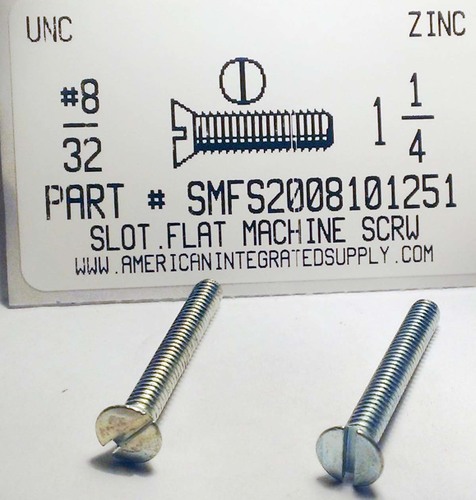 UNC ZINC
#8
32
1 1/4
PART # SMFS2008101251
SLOT.FLAT MACHINE SCRW
WWW.AMERICANINTEGRATEDSUPPLY.COM